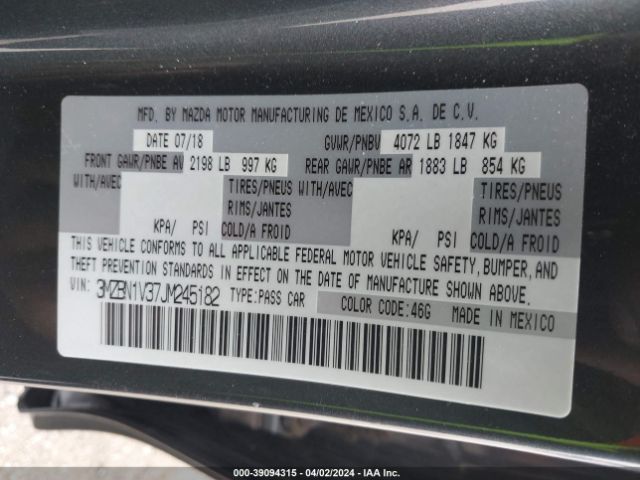 MFD. BY MAZDA MOTOR MANUFACTURING DE MEXICO S.A. DE C.V.
DATE 07/18 GVWR/PNBV 4072 LB 1847 KG
FRONT GAWR/PNBE AV 2198 LB 997 KG REAR GAWR/PNBE AR 1883 LB 854 KG
WITH/AVEC TIRES/PNEUS WITH/AVEC TIRES/PNEUS
RIMS/JANTES RIMS/JANTES
KPA/ PSI COLD/A FROID KPA/ PSI COLD/A FROID
THIS VEHICLE CONFORMS TO ALL APPLICABLE FEDERAL MOTOR VEHICLE SAFETY, BUMPER, AND
THEFT PREVENTION STANDARDS IN EFFECT ON THE DATE OF MANUFACTURE SHOWN ABOVE.
VIN: 3MZBN1V37JM245182 TYPE:PASS CAR COLOR CODE:46G MADE IN MEXICO
000-39094315 - 04/02/2024 - IAA Inc.